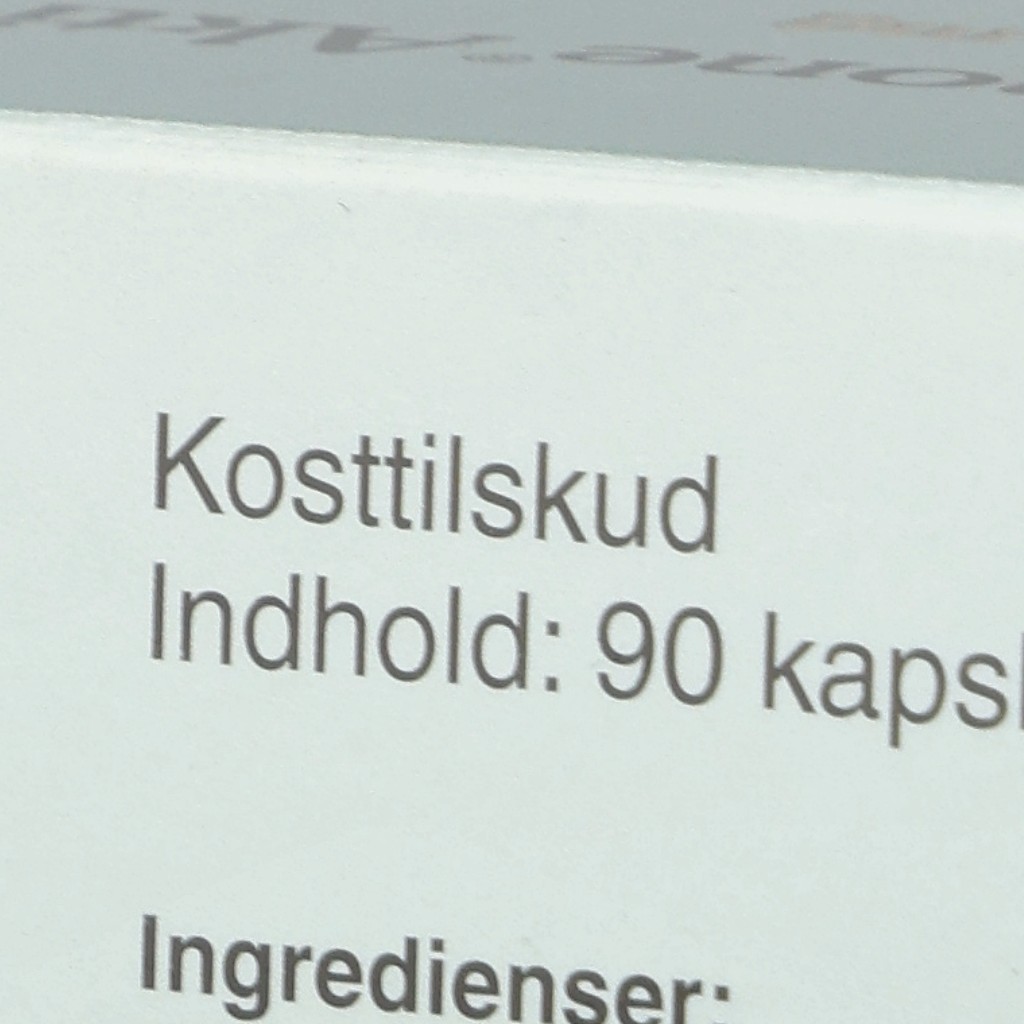 Kosttilskud
Indhold: 90 kaps
Ingredienser: